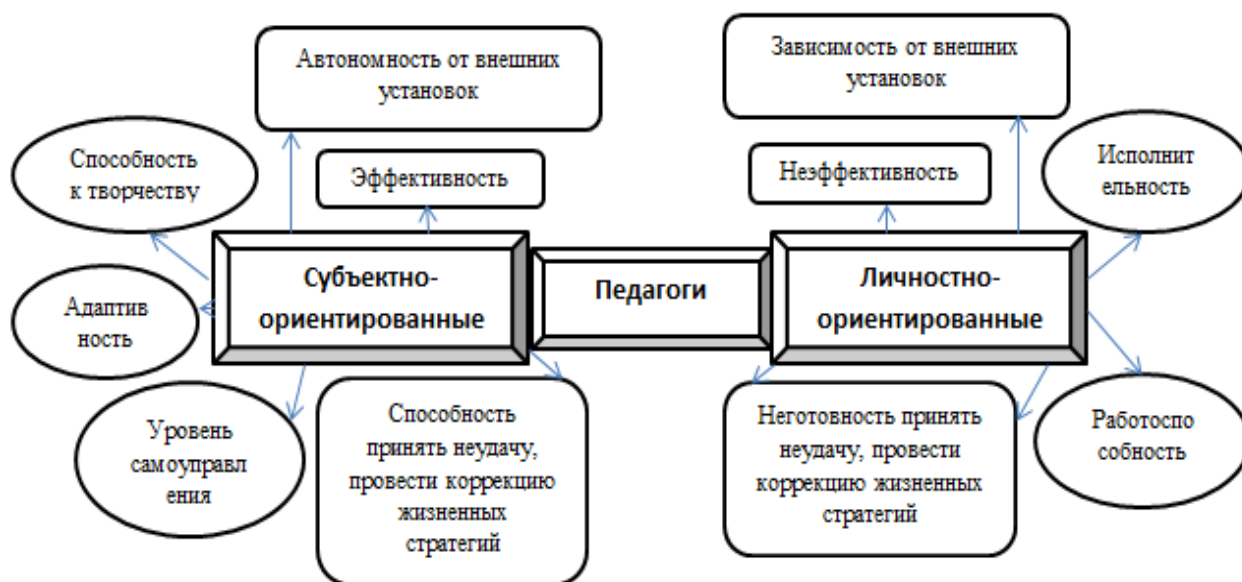 Автономность от внешних
установок
Зависимость от внешних
установок
Способность
к творчеству
Эффективность
Неэффективность
Исполнит
ельность
Субъектно-
ориентированные
Педагоги
Личностно-
ориентированные
Адаптив
ность
Уровень
самоуправл
ения
Способность
принять неудачу,
провести коррекцию
жизненных
стратегий
Неготовность принять
неудачу, провести
коррекцию жизненных
стратегий
Работоспо
собность